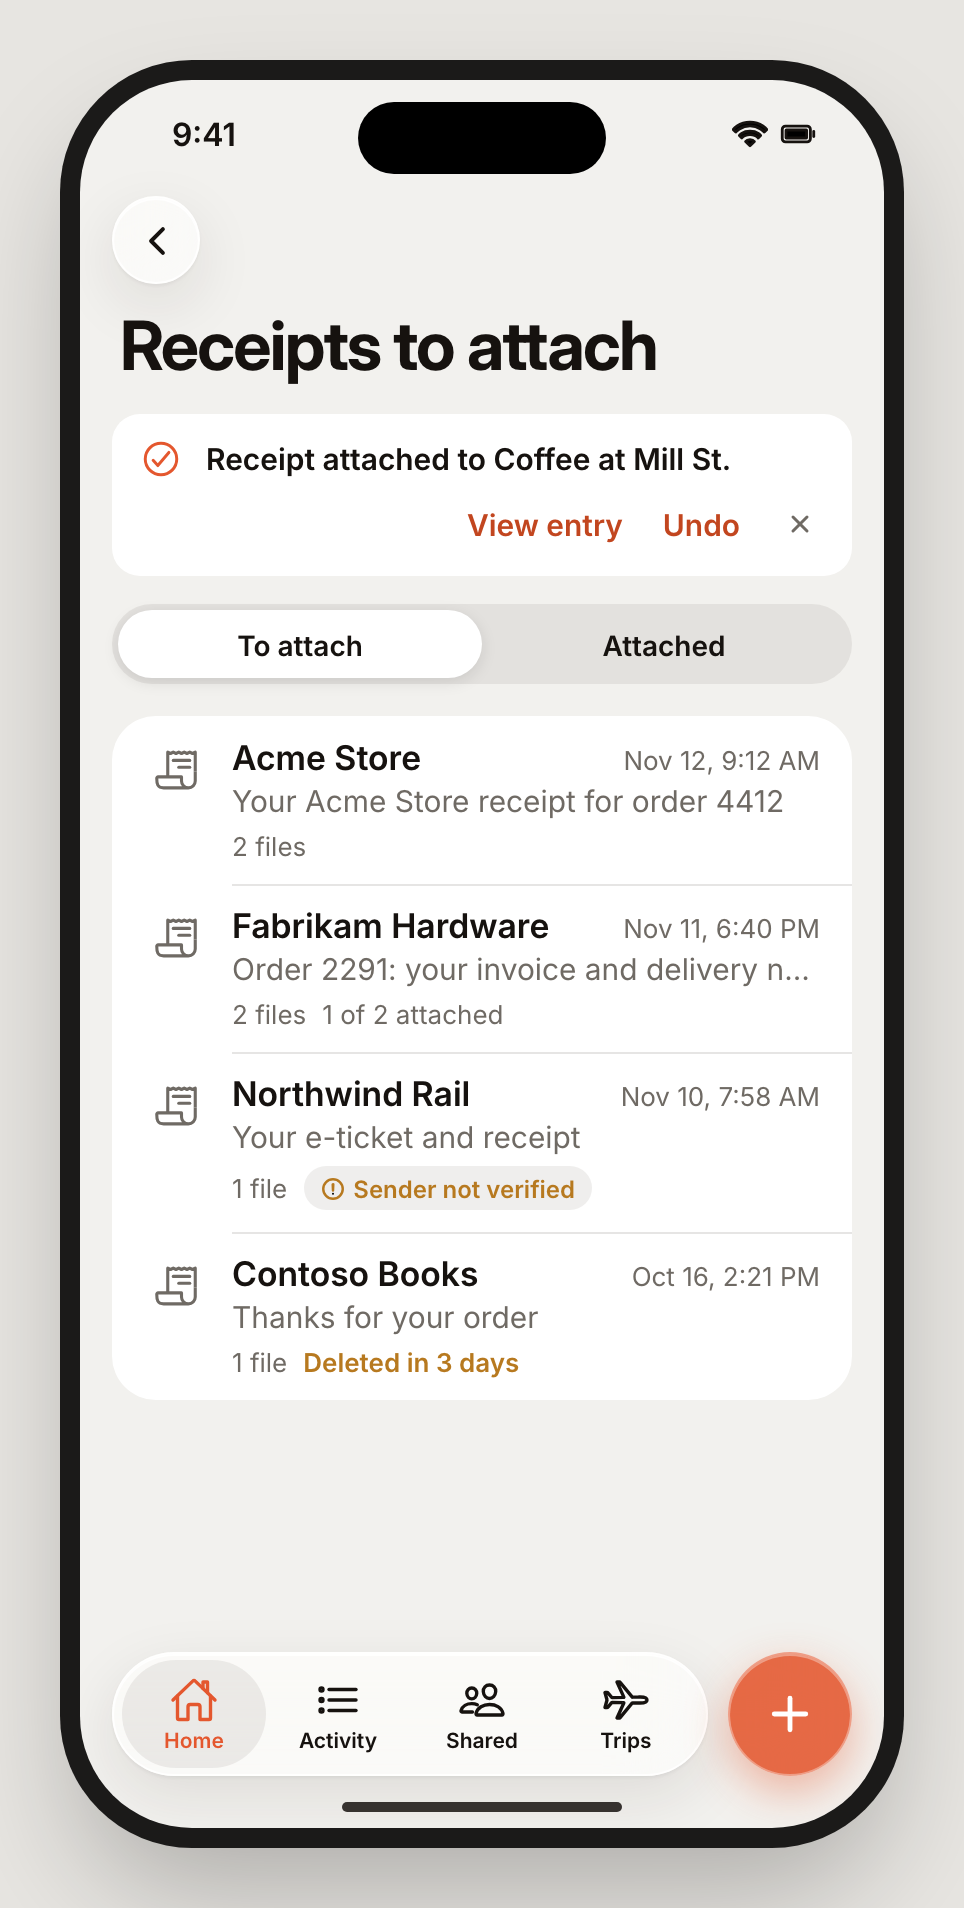 9:41
Receipts to attach
Receipt attached to Coffee at Mill St.
View entry Undo ×
To attach Attached
Acme Store Nov 12, 9:12 AM
Your Acme Store receipt for order 4412
2 files
Fabrikam Hardware Nov 11, 6:40 PM
Order 2291: your invoice and delivery n...
2 files 1 of 2 attached
Northwind Rail Nov 10, 7:58 AM
Your e-ticket and receipt
1 file Sender not verified
Contoso Books Oct 16, 2:21 PM
Thanks for your order
1 file Deleted in 3 days
Home Activity Shared Trips